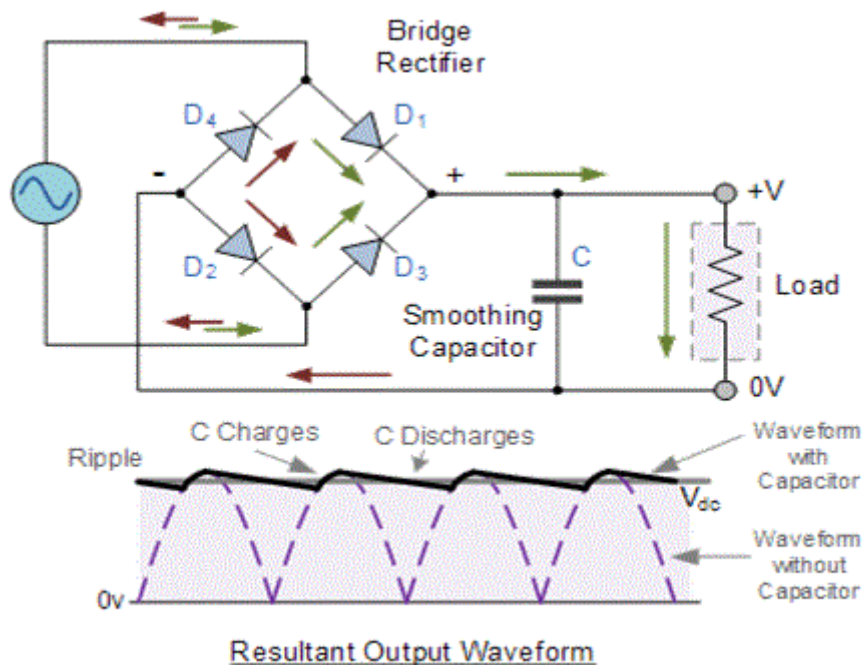 Bridge
Rectifier
D4
D1
-
+
+V
D2
D3
C
Load
Smoothing
Capacitor
0V
C Charges
C Discharges
Waveform
with
Capacitor
Ripple
Vdc
Waveform
without
Capacitor
0v
Resultant Output Waveform